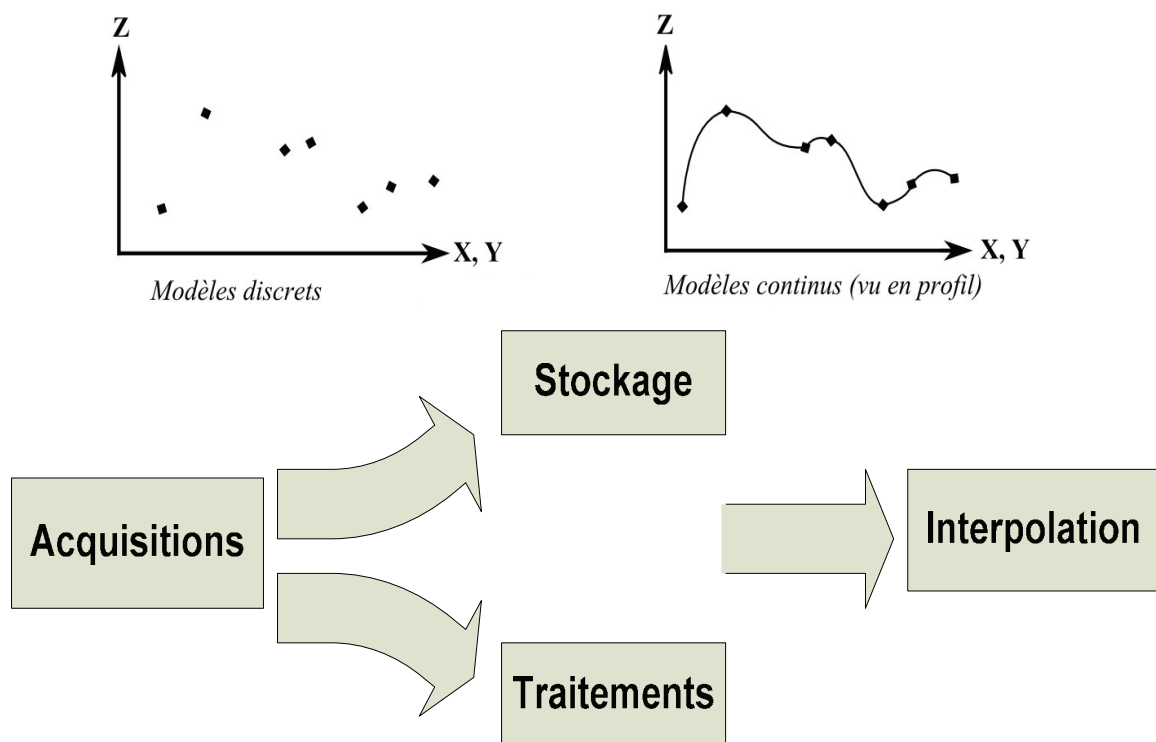 Z
X, Y
Modèles discrets
Z
X, Y
Modèles continus (vu en profil)
Stockage
Acquisitions
Interpolation
Traitements